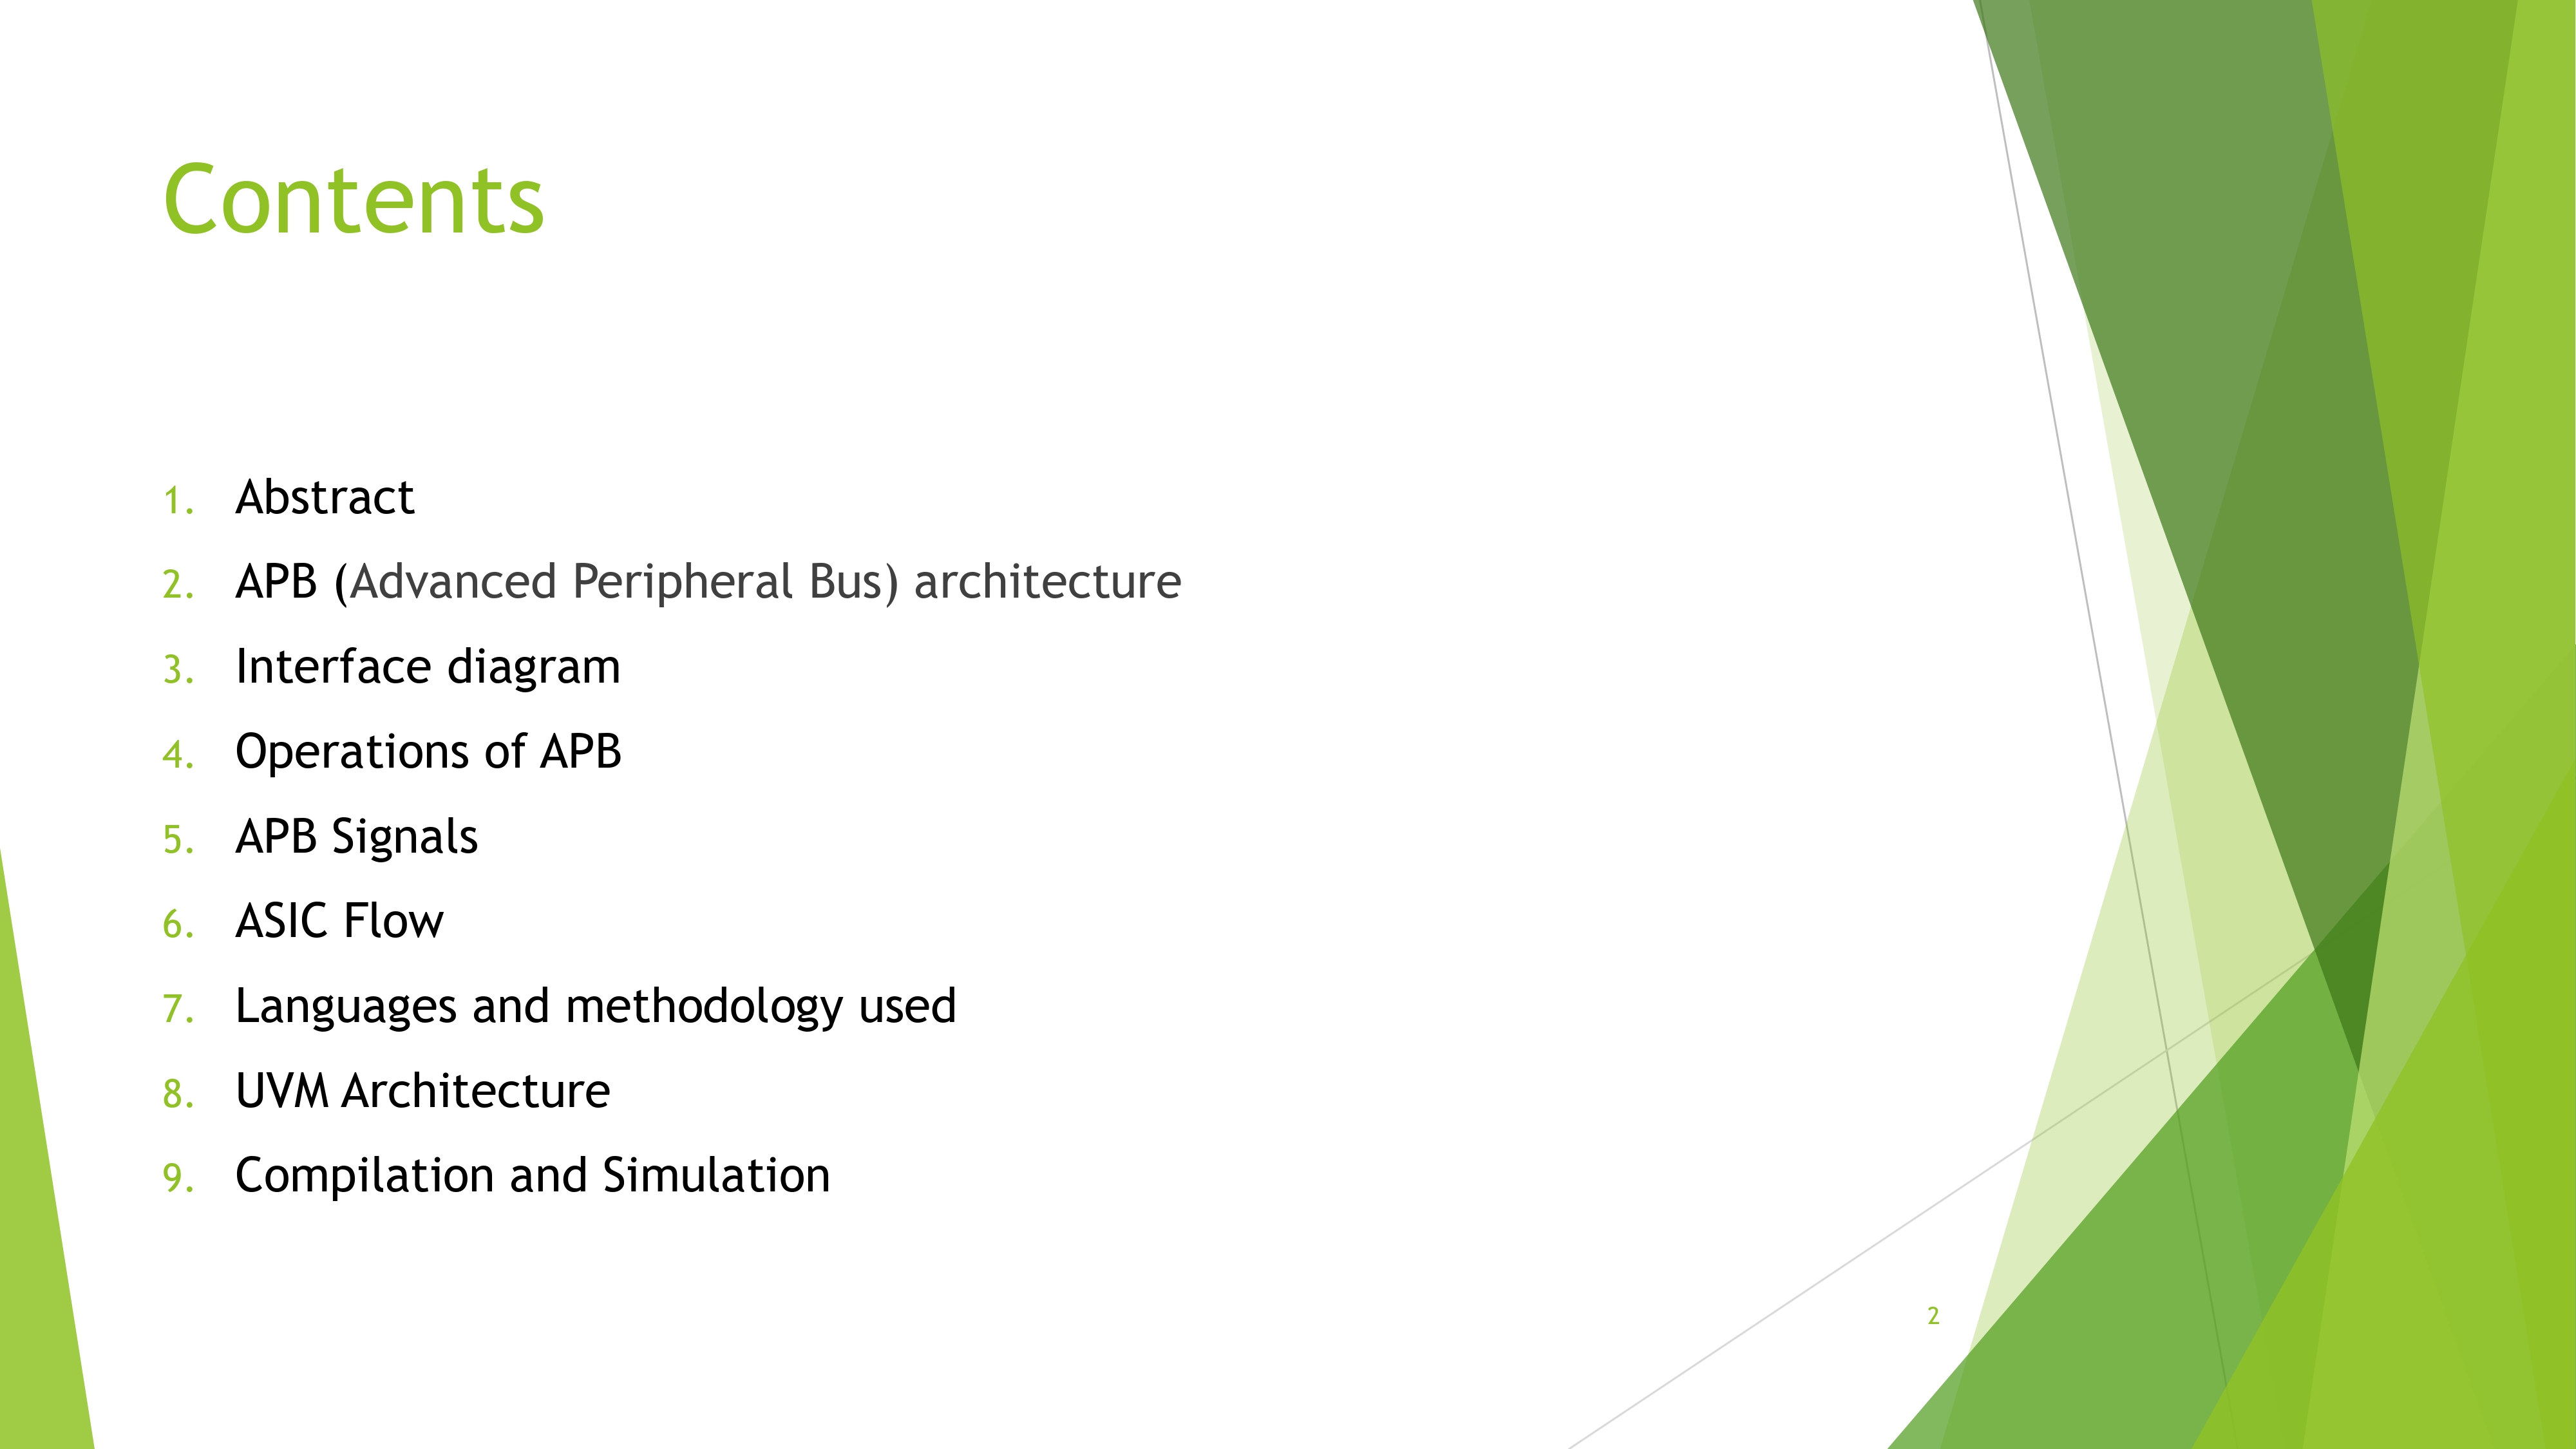 Contents
1. Abstract
2. APB (Advanced Peripheral Bus) architecture
3. Interface diagram
4. Operations of APB
5. APB Signals
6. ASIC Flow
7. Languages and methodology used
8. UVM Architecture
9. Compilation and Simulation
2